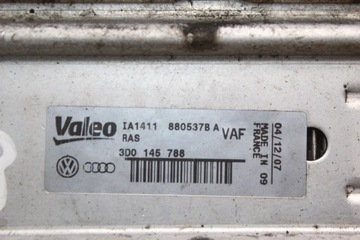 Valeo IA1411 880537B A
RAS VAF
3D0 145 788
04/12/07
MADE IN 09
FRANCE